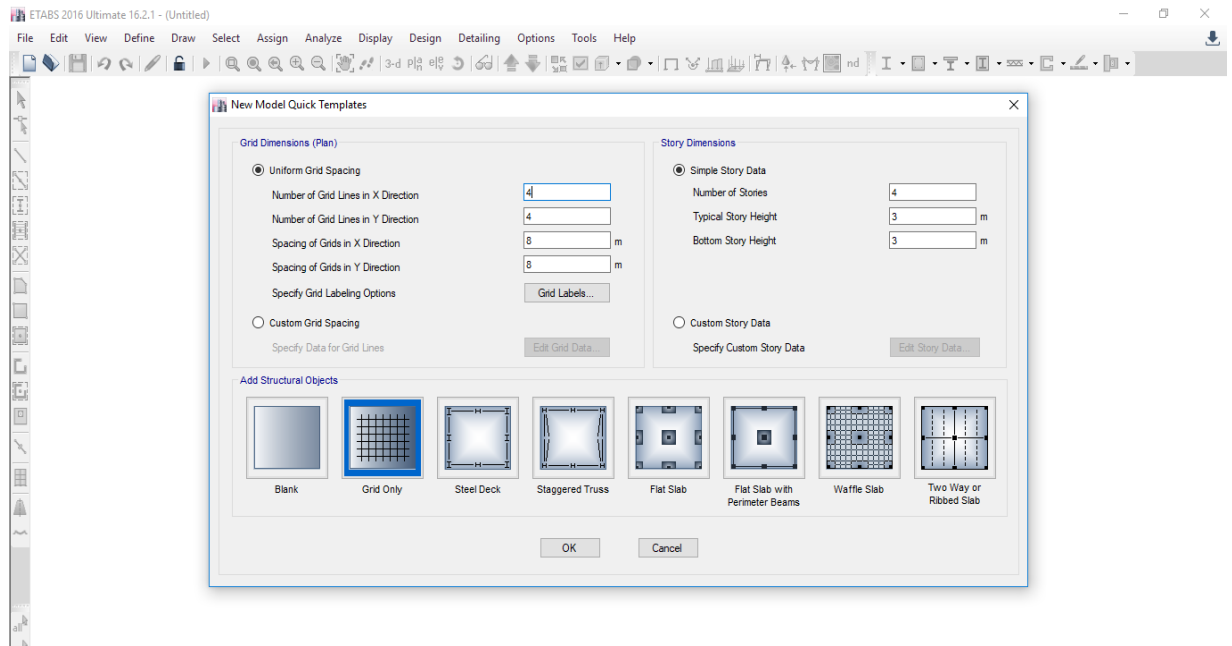 ETABS 2016 Ultimate 16.2.1 - (Untitled)
File Edit View Define Draw Select Assign Analyze Display Design Detailing Options Tools Help
3-d
nd
New Model Quick Templates
Grid Dimensions (Plan)
Uniform Grid Spacing
Number of Grid Lines in X Direction 4
Number of Grid Lines in Y Direction 4
Spacing of Grids in X Direction 8 m
Spacing of Grids in Y Direction 8 m
Specify Grid Labeling Options Grid Labels...
Custom Grid Spacing
Specify Data for Grid Lines Edit Grid Data...
Story Dimensions
Simple Story Data
Number of Stories 4
Typical Story Height 3 m
Bottom Story Height 3 m
Custom Story Data
Specify Custom Story Data Edit Story Data...
Add Structural Objects
Blank
Grid Only
Steel Deck
Staggered Truss
Flat Slab
Flat Slab with
Perimeter Beams
Waffle Slab
Two Way or
Ribbed Slab
OK Cancel
all